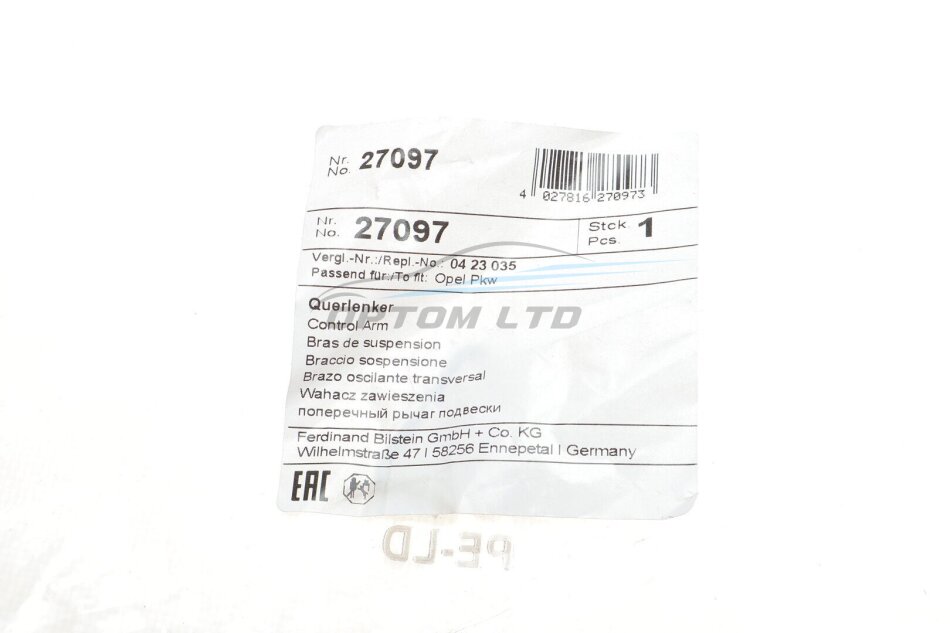 Nr.
No. 27097
4 027816 270973
Nr.
No. 27097
Stck.
Pcs. 1
Vergl.-Nr.:/Repl.-No.: 04 23 035
Passend für:/To fit: Opel Pkw
Querlenker
OPTOM LTD
Control Arm
Bras de suspension
Braccio sospensione
Brazo oscilante transversal
Wahacz zawieszenia
поперечный рычаг подвески
Ferdinand Bilstein GmbH + Co. KG
Wilhelmstraße 47 | 58256 Ennepetal | Germany
EAC
PE-LD